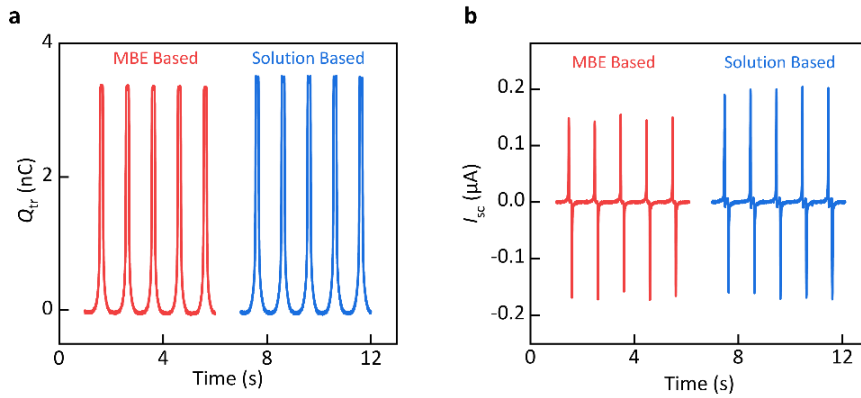 a
MBE Based Solution Based
4
2
0
Q_tr (nC)
0 4 8 12
Time (s)
b
MBE Based Solution Based
0.2
0.1
0.0
-0.1
-0.2
I_sc (µA)
0 4 8 12
Time (s)